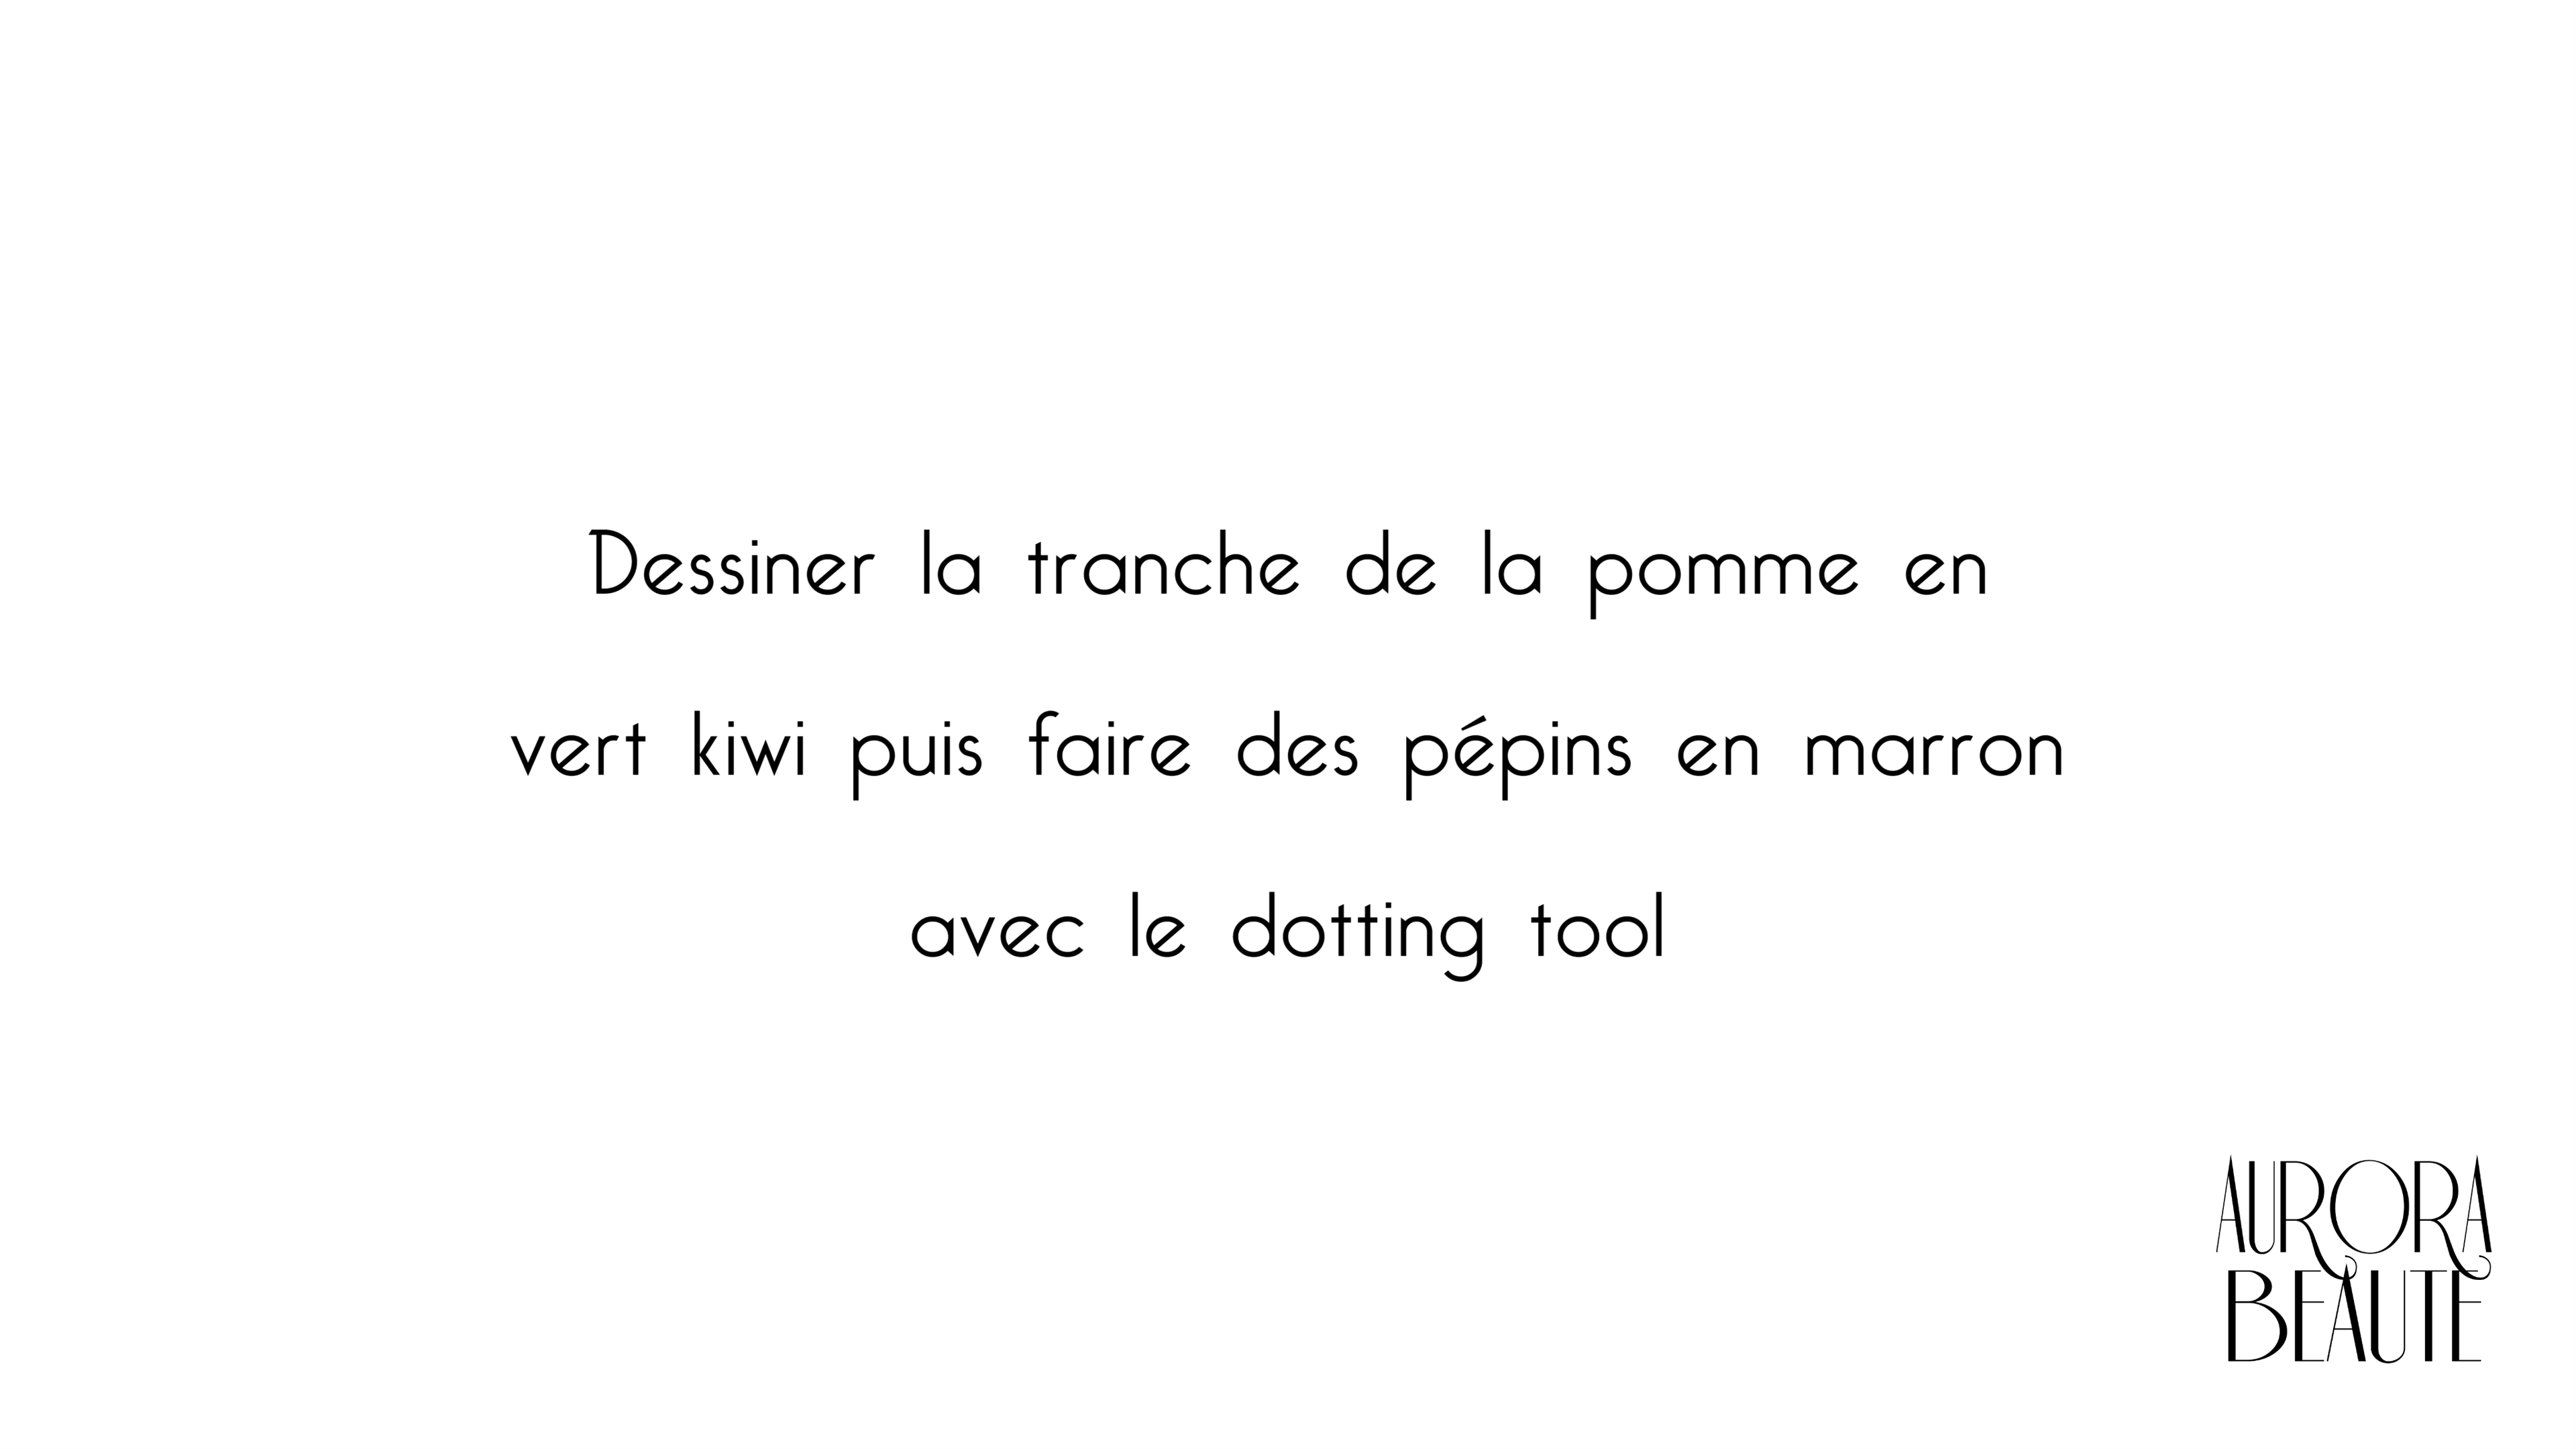 Dessiner la tranche de la pomme en
vert kiwi puis faire des pépins en marron
avec le dotting tool
AURORA
BEAUTE